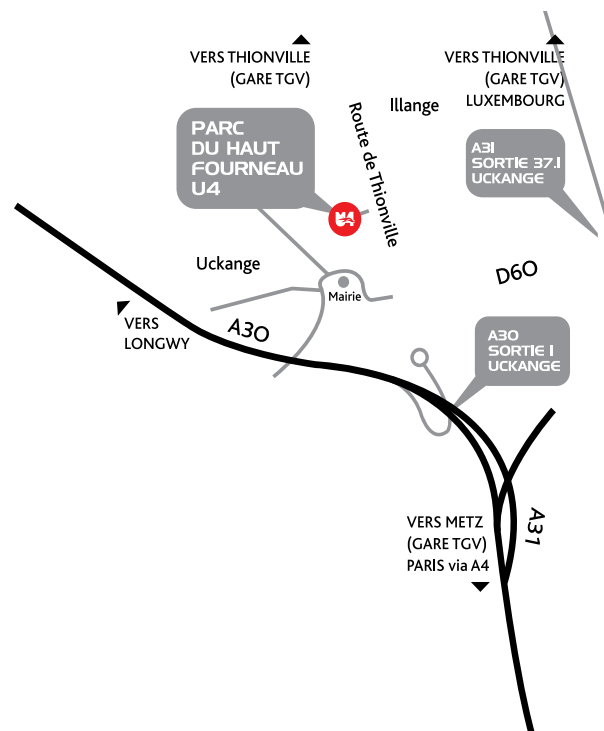 VERS THIONVILLE
(GARE TGV)
VERS THIONVILLE
(GARE TGV)
LUXEMBOURG
Illange
Route de Thionville
PARC
DU HAUT
FOURNEAU
U4
U4
A31
SORTIE 37.1
UCKANGE
Uckange
Mairie
D60
VERS
LONGWY
A30
A30
SORTIE 1
UCKANGE
VERS METZ
(GARE TGV)
PARIS via A4
A31